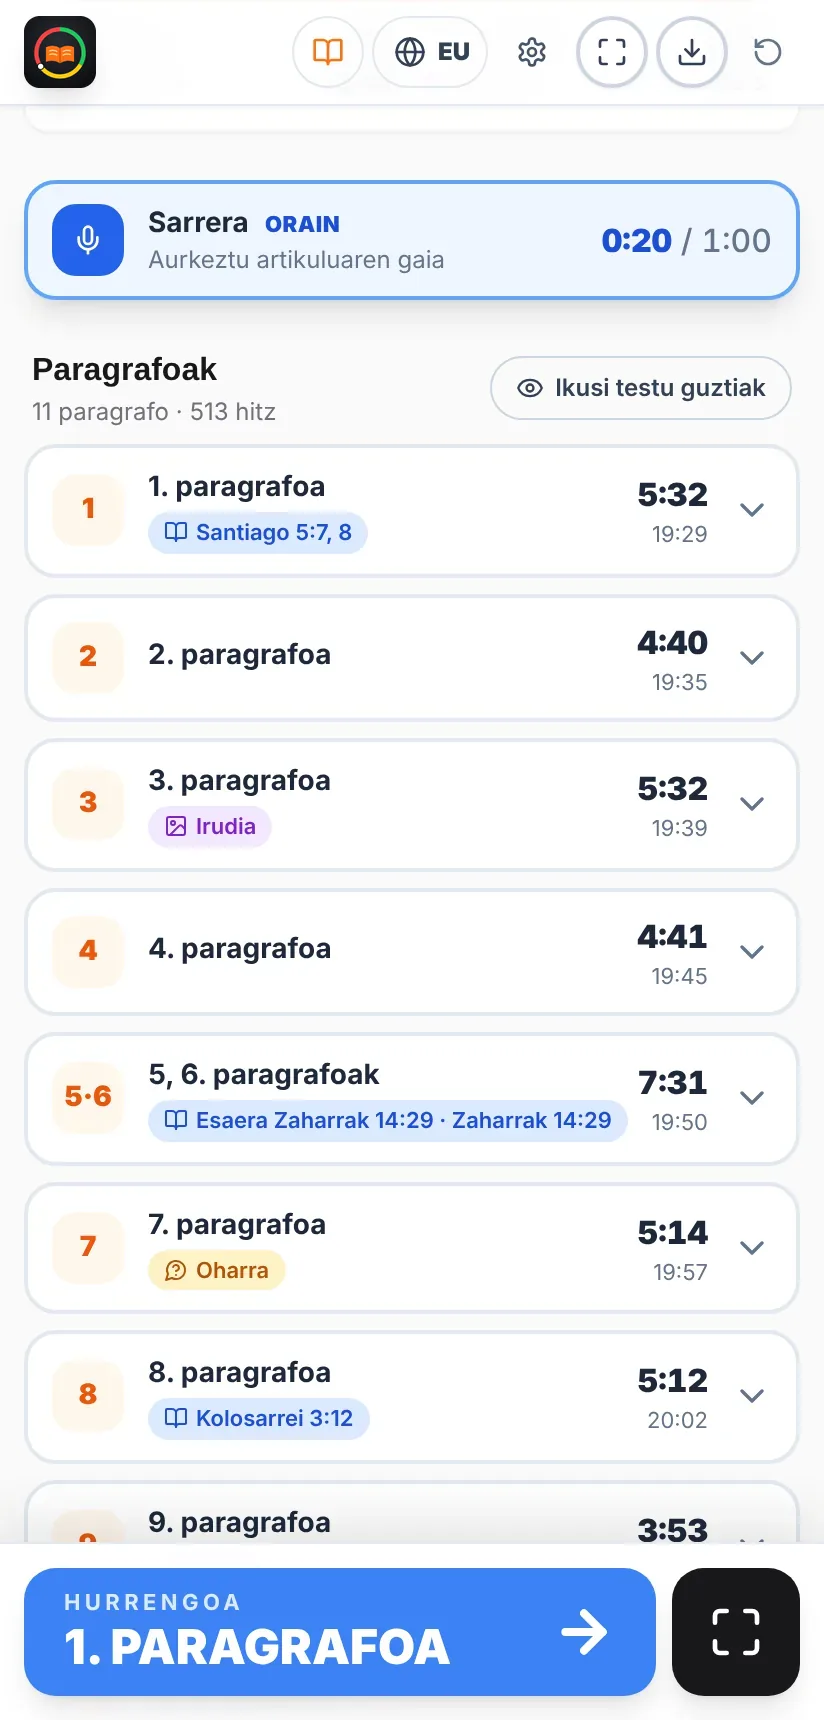 EU
Sarrera ORAIN
Aurkeztu artikuluaren gaia
0:20 / 1:00
Paragrafoak
11 paragrafo · 513 hitz
Ikusi testu guztiak
1
1. paragrafoa
Santiago 5:7, 8
5:32
19:29
2
2. paragrafoa
4:40
19:35
3
3. paragrafoa
Irudia
5:32
19:39
4
4. paragrafoa
4:41
19:45
5·6
5, 6. paragrafoak
Esaera Zaharrak 14:29 · Zaharrak 14:29
7:31
19:50
7
7. paragrafoa
Oharra
5:14
19:57
8
8. paragrafoa
Kolosarrei 3:12
5:12
20:02
9
9. paragrafoa
3:53
HURRENGOA
1. PARAGRAFOA